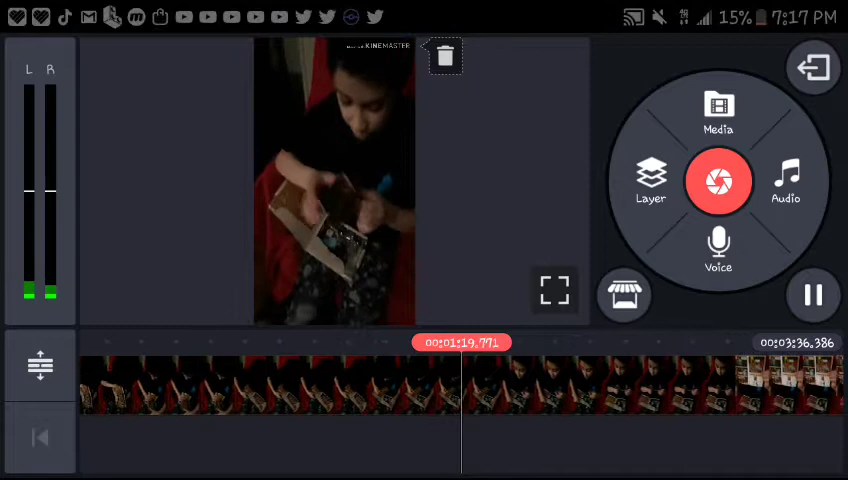 15% 7:17 PM
L R
KINEMASTER
Media
Layer
Audio
Voice
00:01:19.771
00:03:36.386